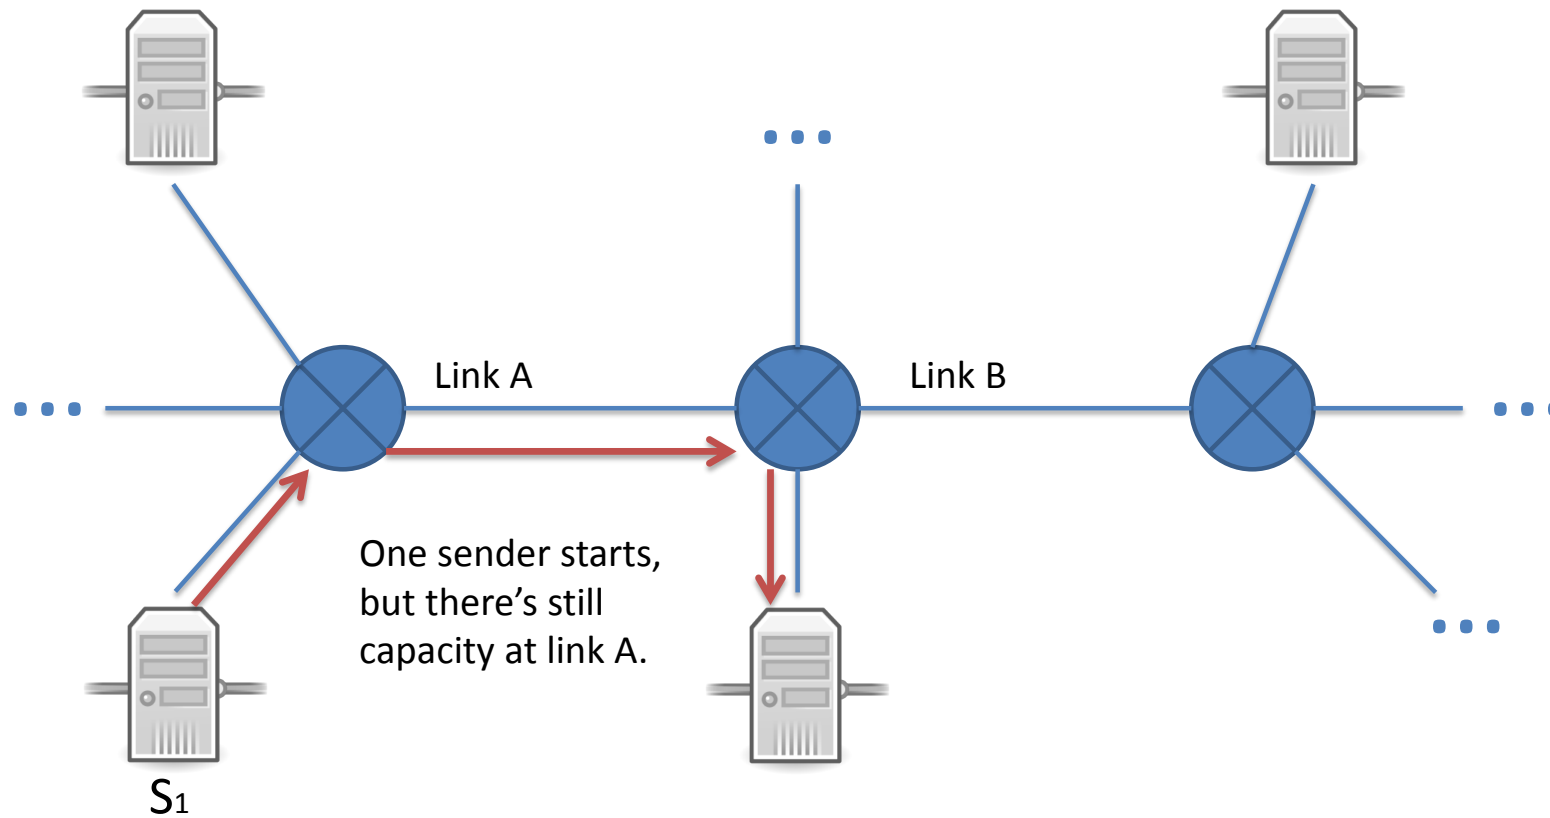 Link A
Link B
One sender starts,
but there’s still
capacity at link A.
S1